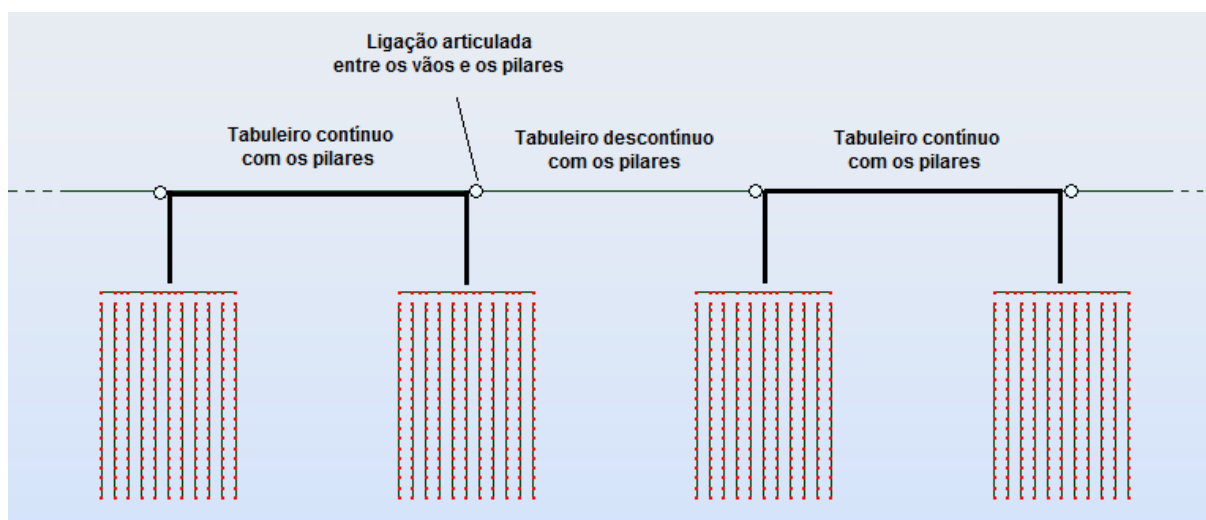 Ligação articulada
entre os vãos e os pilares
Tabuleiro contínuo
com os pilares
Tabuleiro descontínuo
com os pilares
Tabuleiro contínuo
com os pilares